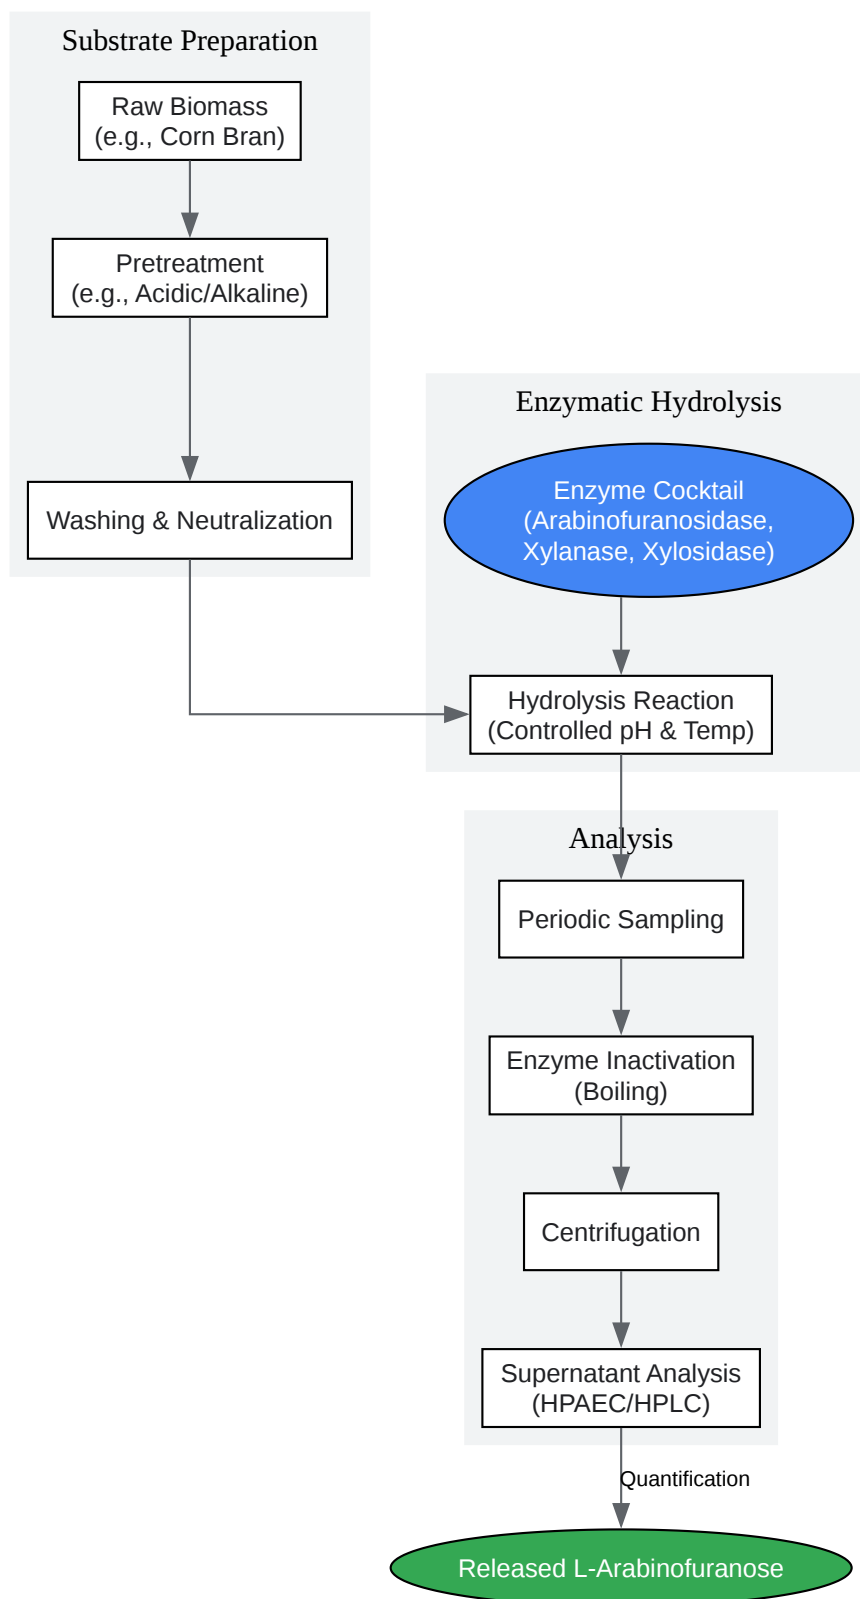 Substrate Preparation
Raw Biomass
(e.g., Corn Bran)
Pretreatment
(e.g., Acidic/Alkaline)
Washing & Neutralization
Enzymatic Hydrolysis
Enzyme Cocktail
(Arabinofuranosidase,
Xylanase, Xylosidase)
Hydrolysis Reaction
(Controlled pH & Temp)
Analysis
Periodic Sampling
Enzyme Inactivation
(Boiling)
Centrifugation
Supernatant Analysis
(HPAEC/HPLC)
Quantification
Released L-Arabinofuranose